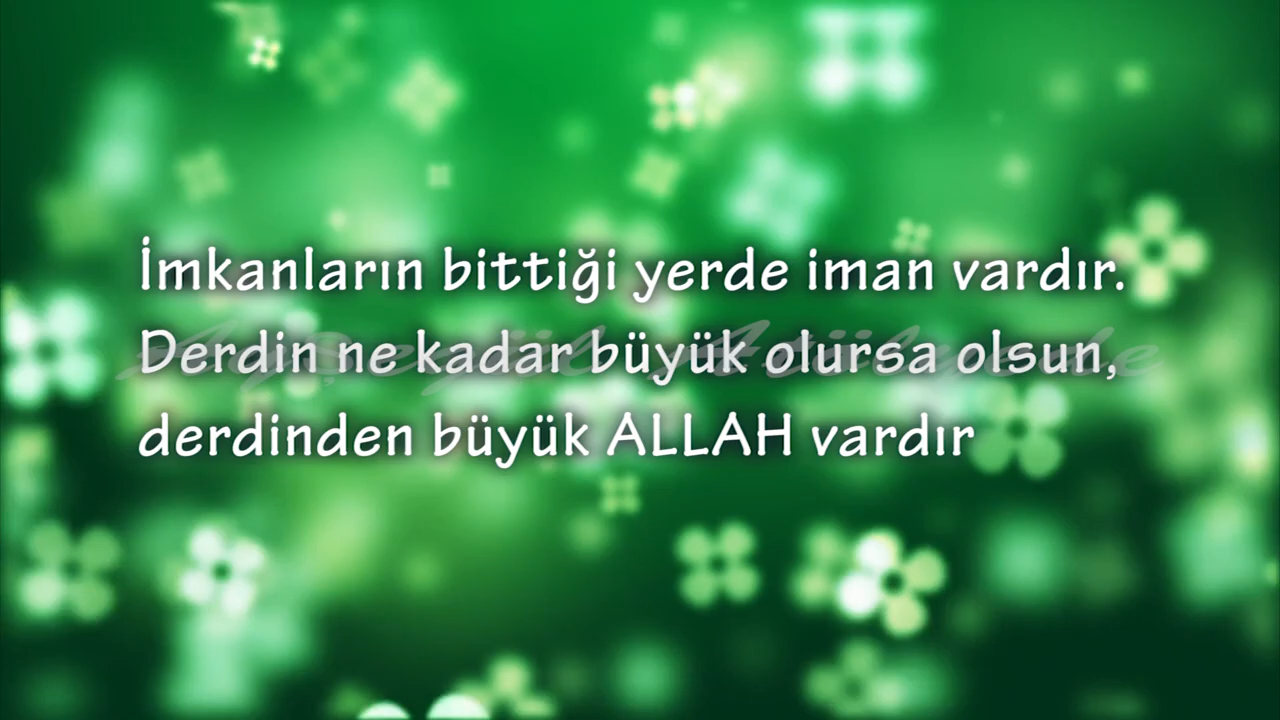 İmkanların bittiği yerde iman vardır.
Derdin ne kadar büyük olursa olsun,
derdinden büyük ALLAH vardır